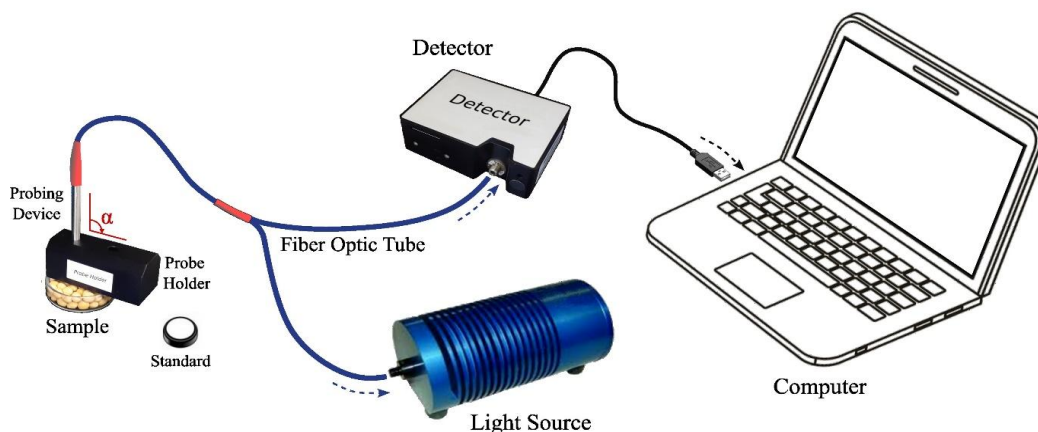 Detector
Detector
Probing
Device
α
Fiber Optic Tube
Probe Holder
Probe
Holder
Sample
Standard
Light Source
Computer